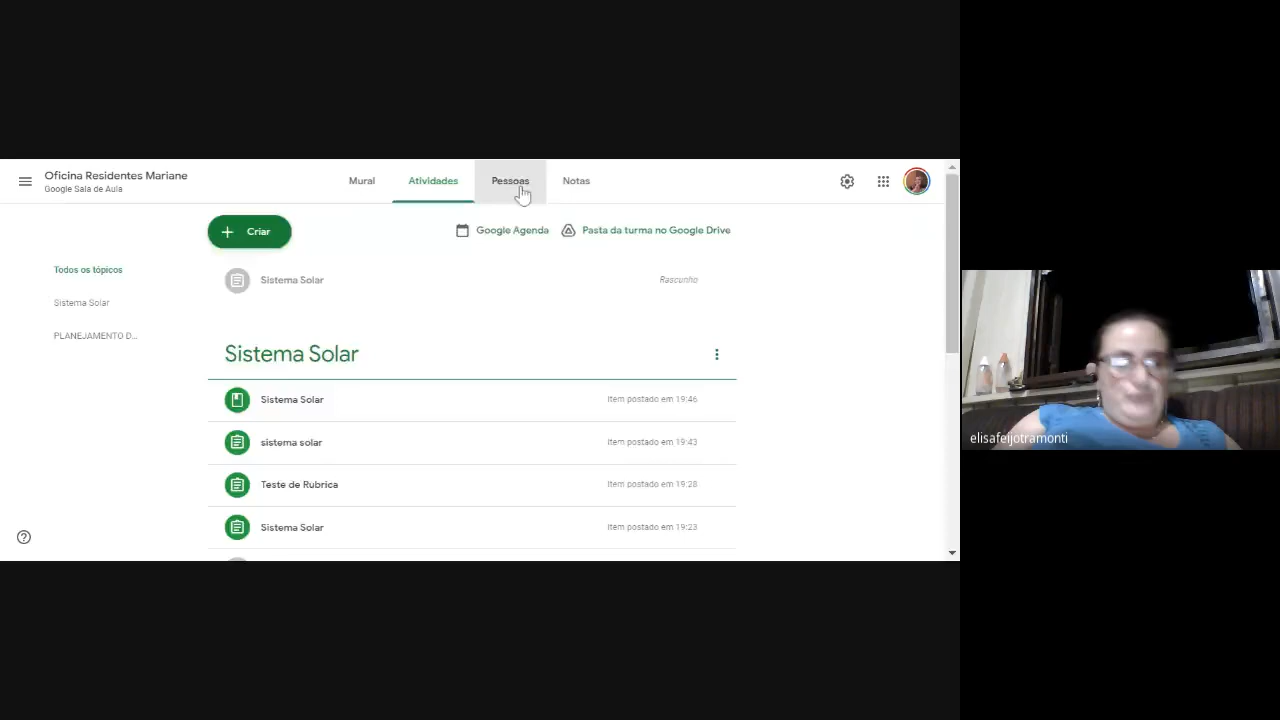 Oficina Residentes Mariane
Google Sala de Aula
Mural
Atividades
Pessoas
Notas
Criar
Google Agenda
Pasta da turma no Google Drive
Todos os tópicos
Sistema Solar
PLANEJAMENTO D...
Sistema Solar
Rascunho
Sistema Solar
Sistema Solar
Item postado em 19:46
sistema solar
Item postado em 19:43
Teste de Rubrica
Item postado em 19:28
Sistema Solar
Item postado em 19:23
elisafeijotramonti